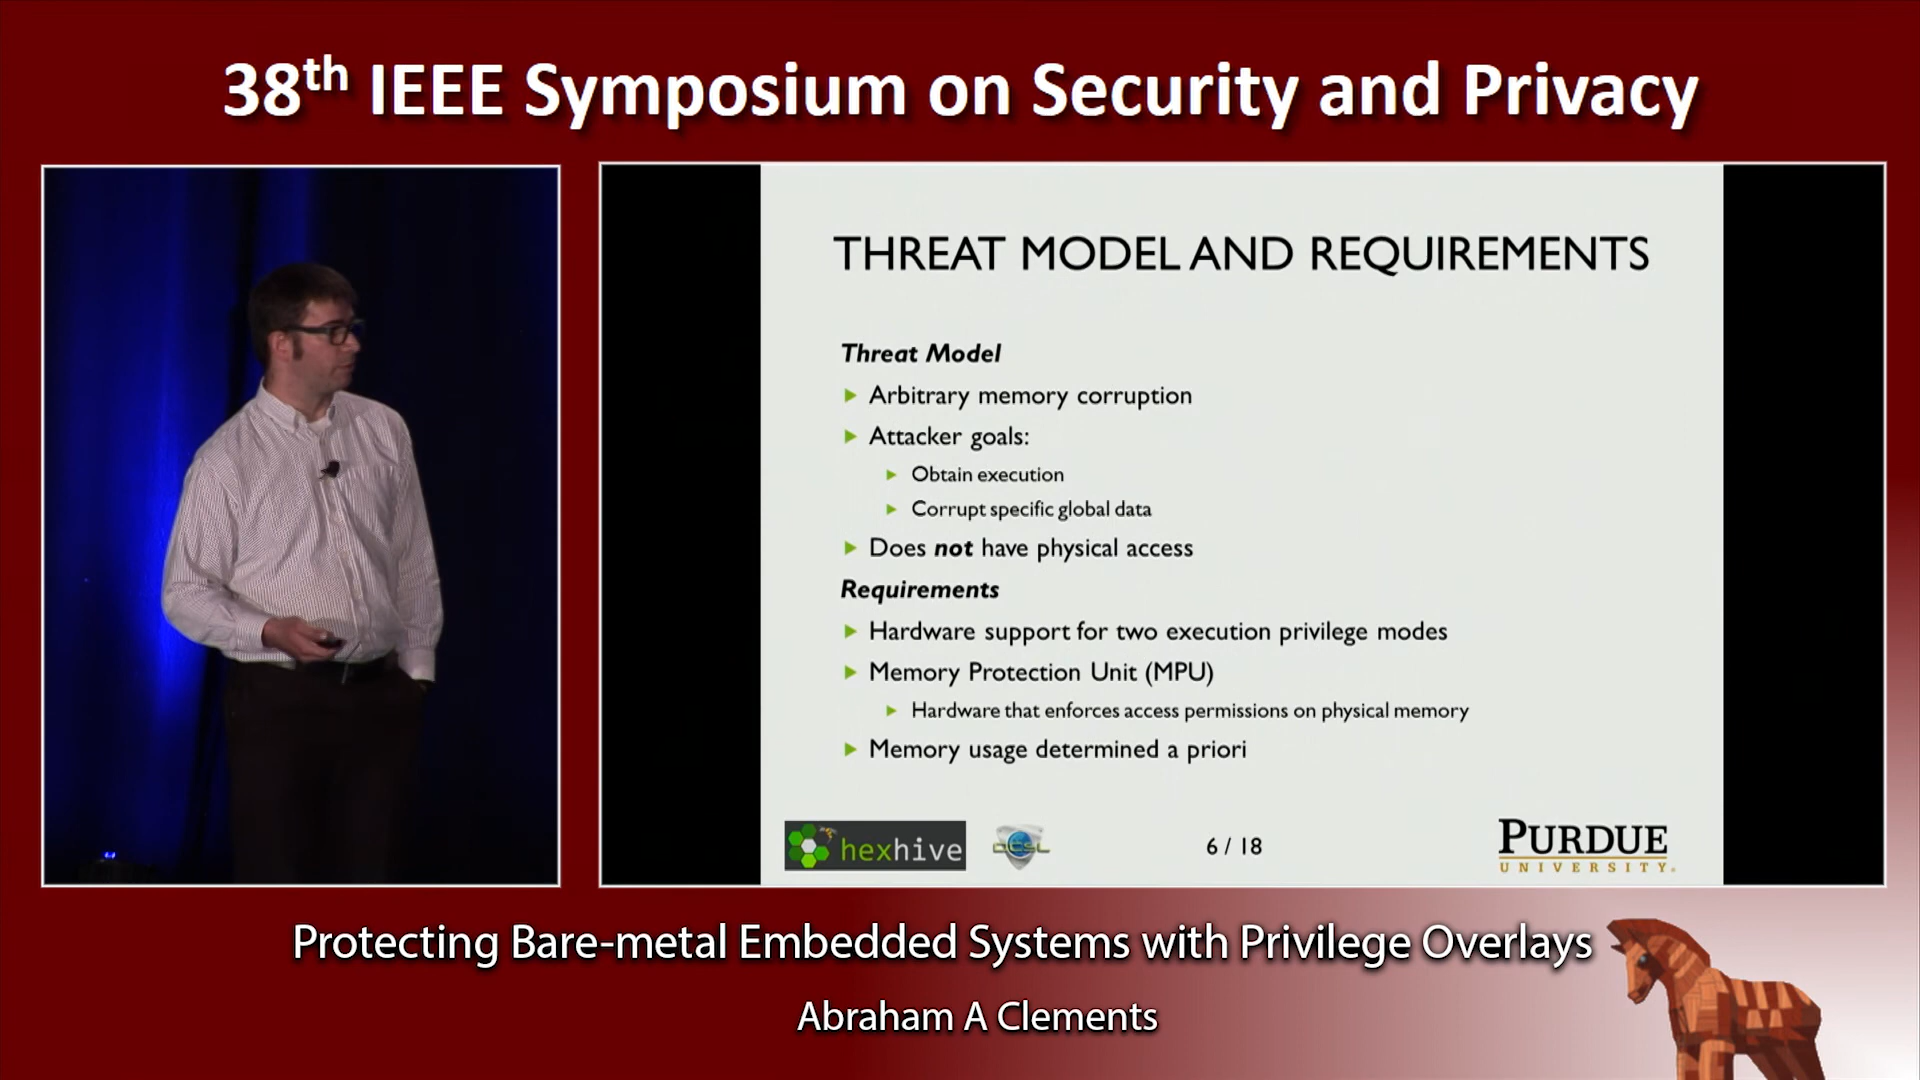 38th IEEE Symposium on Security and Privacy
THREAT MODEL AND REQUIREMENTS
Threat Model
Arbitrary memory corruption
Attacker goals:
Obtain execution
Corrupt specific global data
Does not have physical access
Requirements
Hardware support for two execution privilege modes
Memory Protection Unit (MPU)
Hardware that enforces access permissions on physical memory
Memory usage determined a priori
hexhive
DCSL
6 / 18
PURDUE
UNIVERSITY
Protecting Bare-metal Embedded Systems with Privilege Overlays
Abraham A Clements